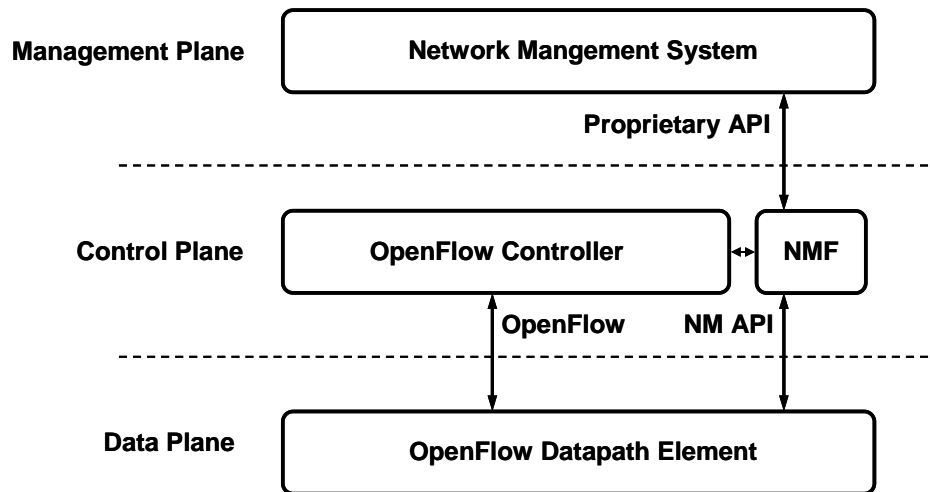 Management Plane
Network Mangement System
Proprietary API
Control Plane
OpenFlow Controller
NMF
OpenFlow
NM API
Data Plane
OpenFlow Datapath Element